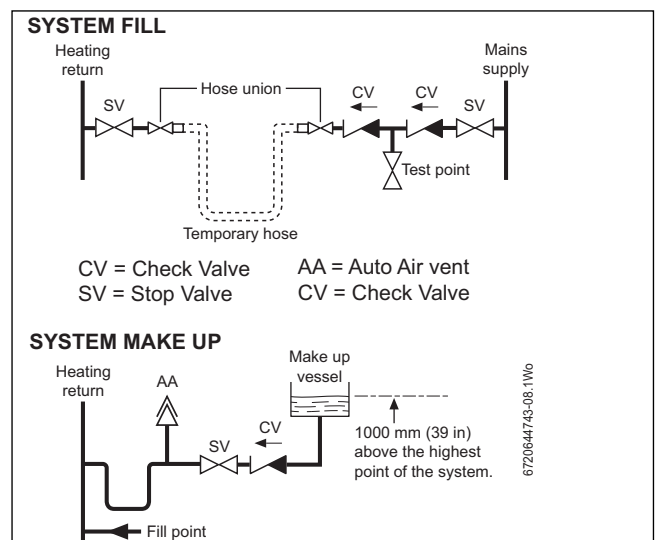 SYSTEM FILL
Heating
return
Mains
supply
Hose union
SV
CV
CV
SV
Test point
Temporary hose
CV = Check Valve
SV = Stop Valve
AA = Auto Air vent
CV = Check Valve
SYSTEM MAKE UP
Heating
return
AA
Make up
vessel
SV
CV
1000 mm (39 in)
above the highest
point of the system.
Fill point
6720644743-08.1Wo